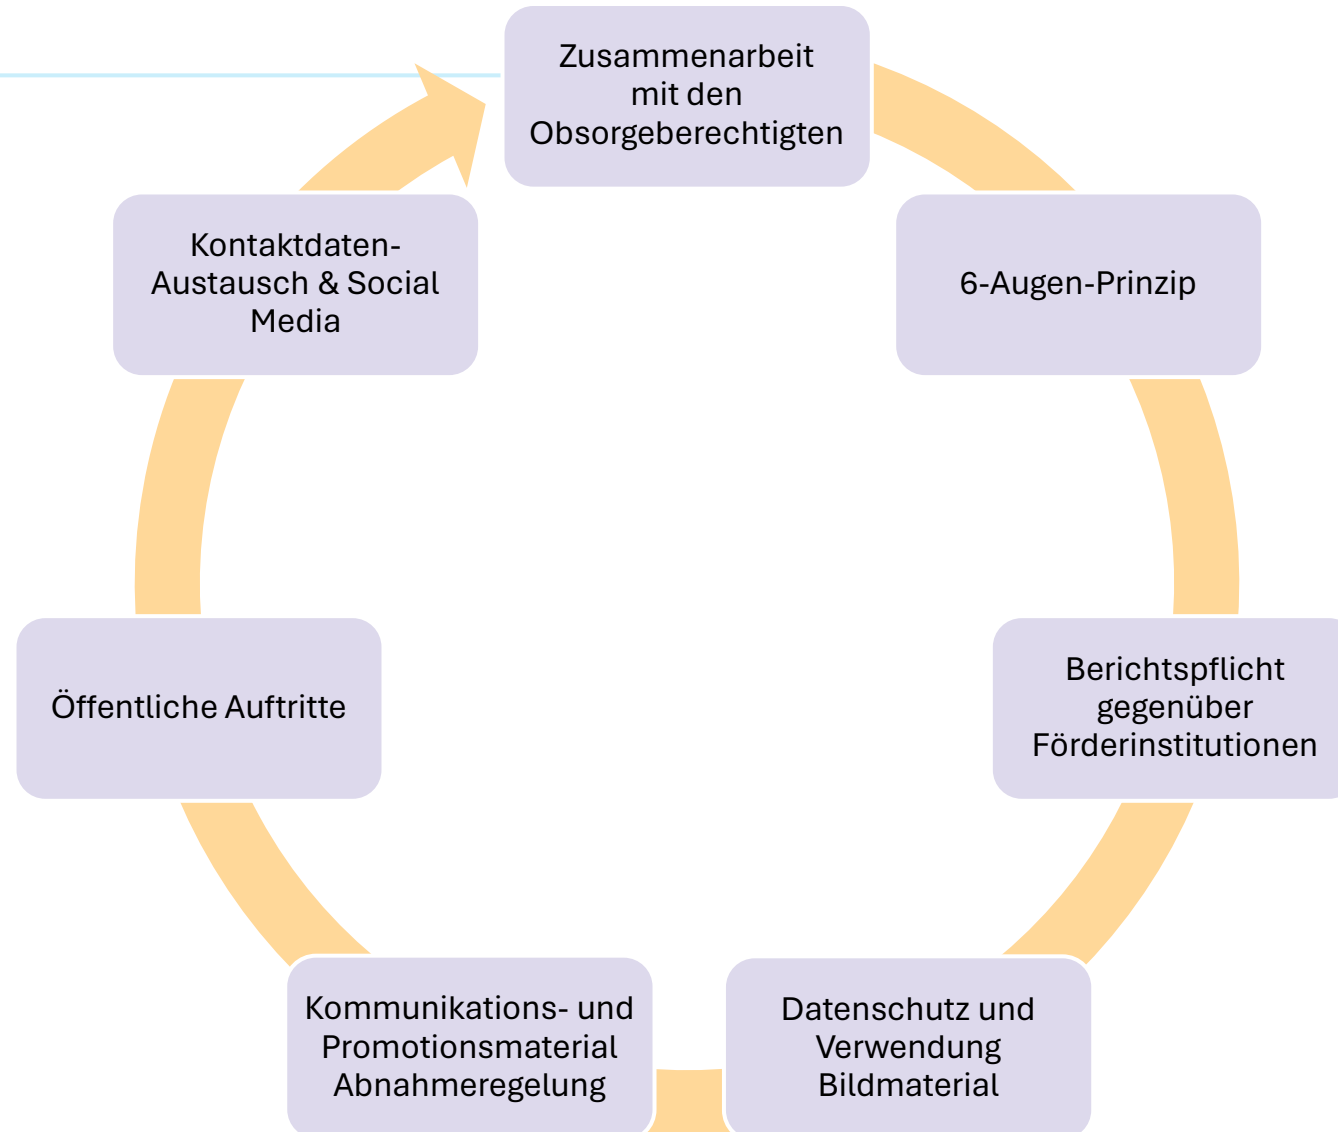 Zusammenarbeit
mit den
Obsorgeberechtigten
6-Augen-Prinzip
Berichtspflicht
gegenüber
Förderinstitutionen
Datenschutz und
Verwendung
Bildmaterial
Kommunikations- und
Promotionsmaterial
Abnahmeregelung
Öffentliche Auftritte
Kontaktdaten-
Austausch & Social
Media